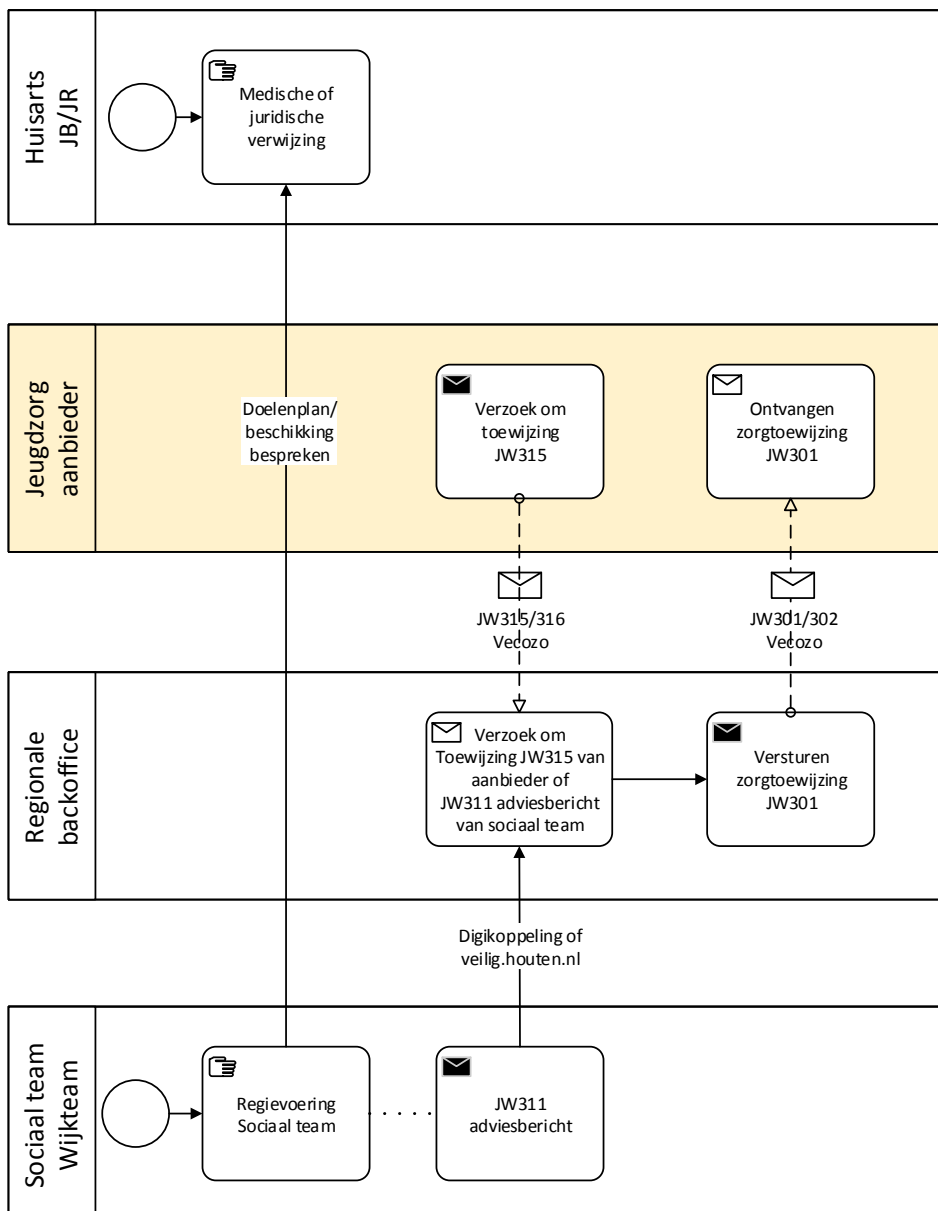 Huisarts
JB/JR
Medische of
juridische
verwijzing
Jeugdzorg
aanbieder
Doelenplan/
beschikking
bespreken
Verzoek om
toewijzing
JW315
Ontvangen
zorgtoewijzing
JW301
JW315/316
Vecozo
JW301/302
Vecozo
Regionale
backoffice
Verzoek om
Toewijzing JW315 van
aanbieder of
JW311 adviesbericht
van sociaal team
Versturen
zorgtoewijzing
JW301
Digikoppeling of
veilig.houten.nl
Sociaal team
Wijkteam
Regievoering
Sociaal team
JW311
adviesbericht